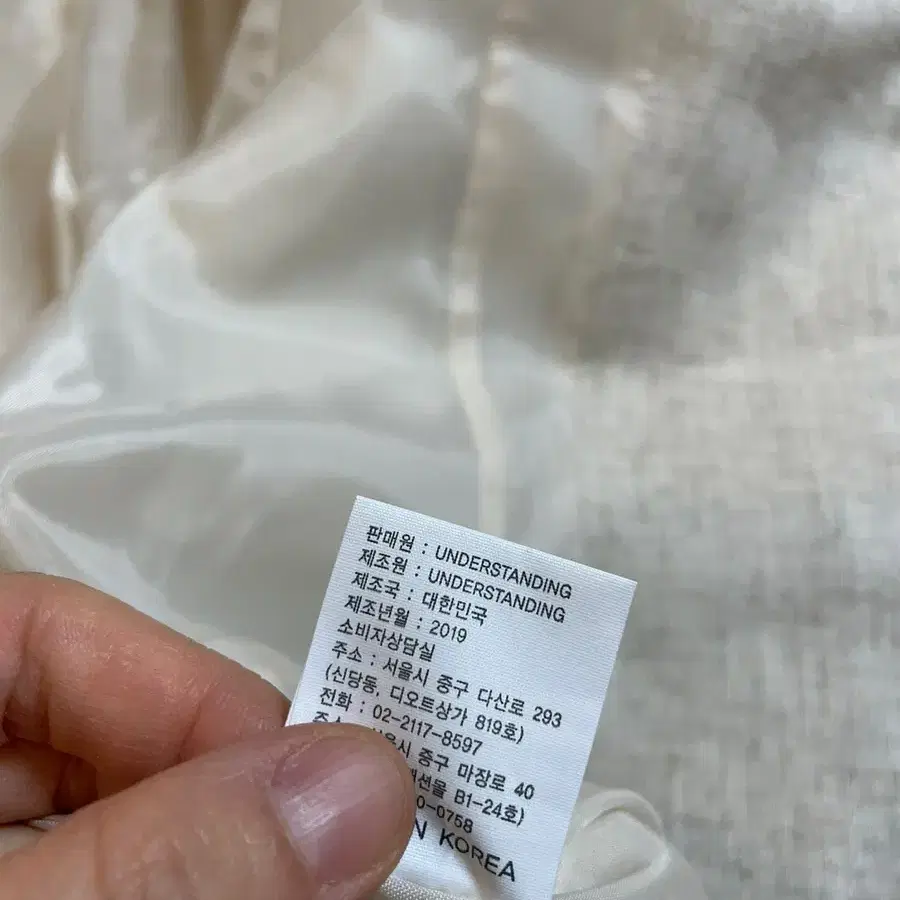 판매원 : UNDERSTANDING
제조원 : UNDERSTANDING
제조국 : 대한민국
제조년월 : 2019
소비자상담실
주소 : 서울시 중구 다산로 293
(신당동, 디오트상가 819호)
전화 : 02-2117-8597
중구 마장로 40
B1-24호)
0-0758
N KOREA